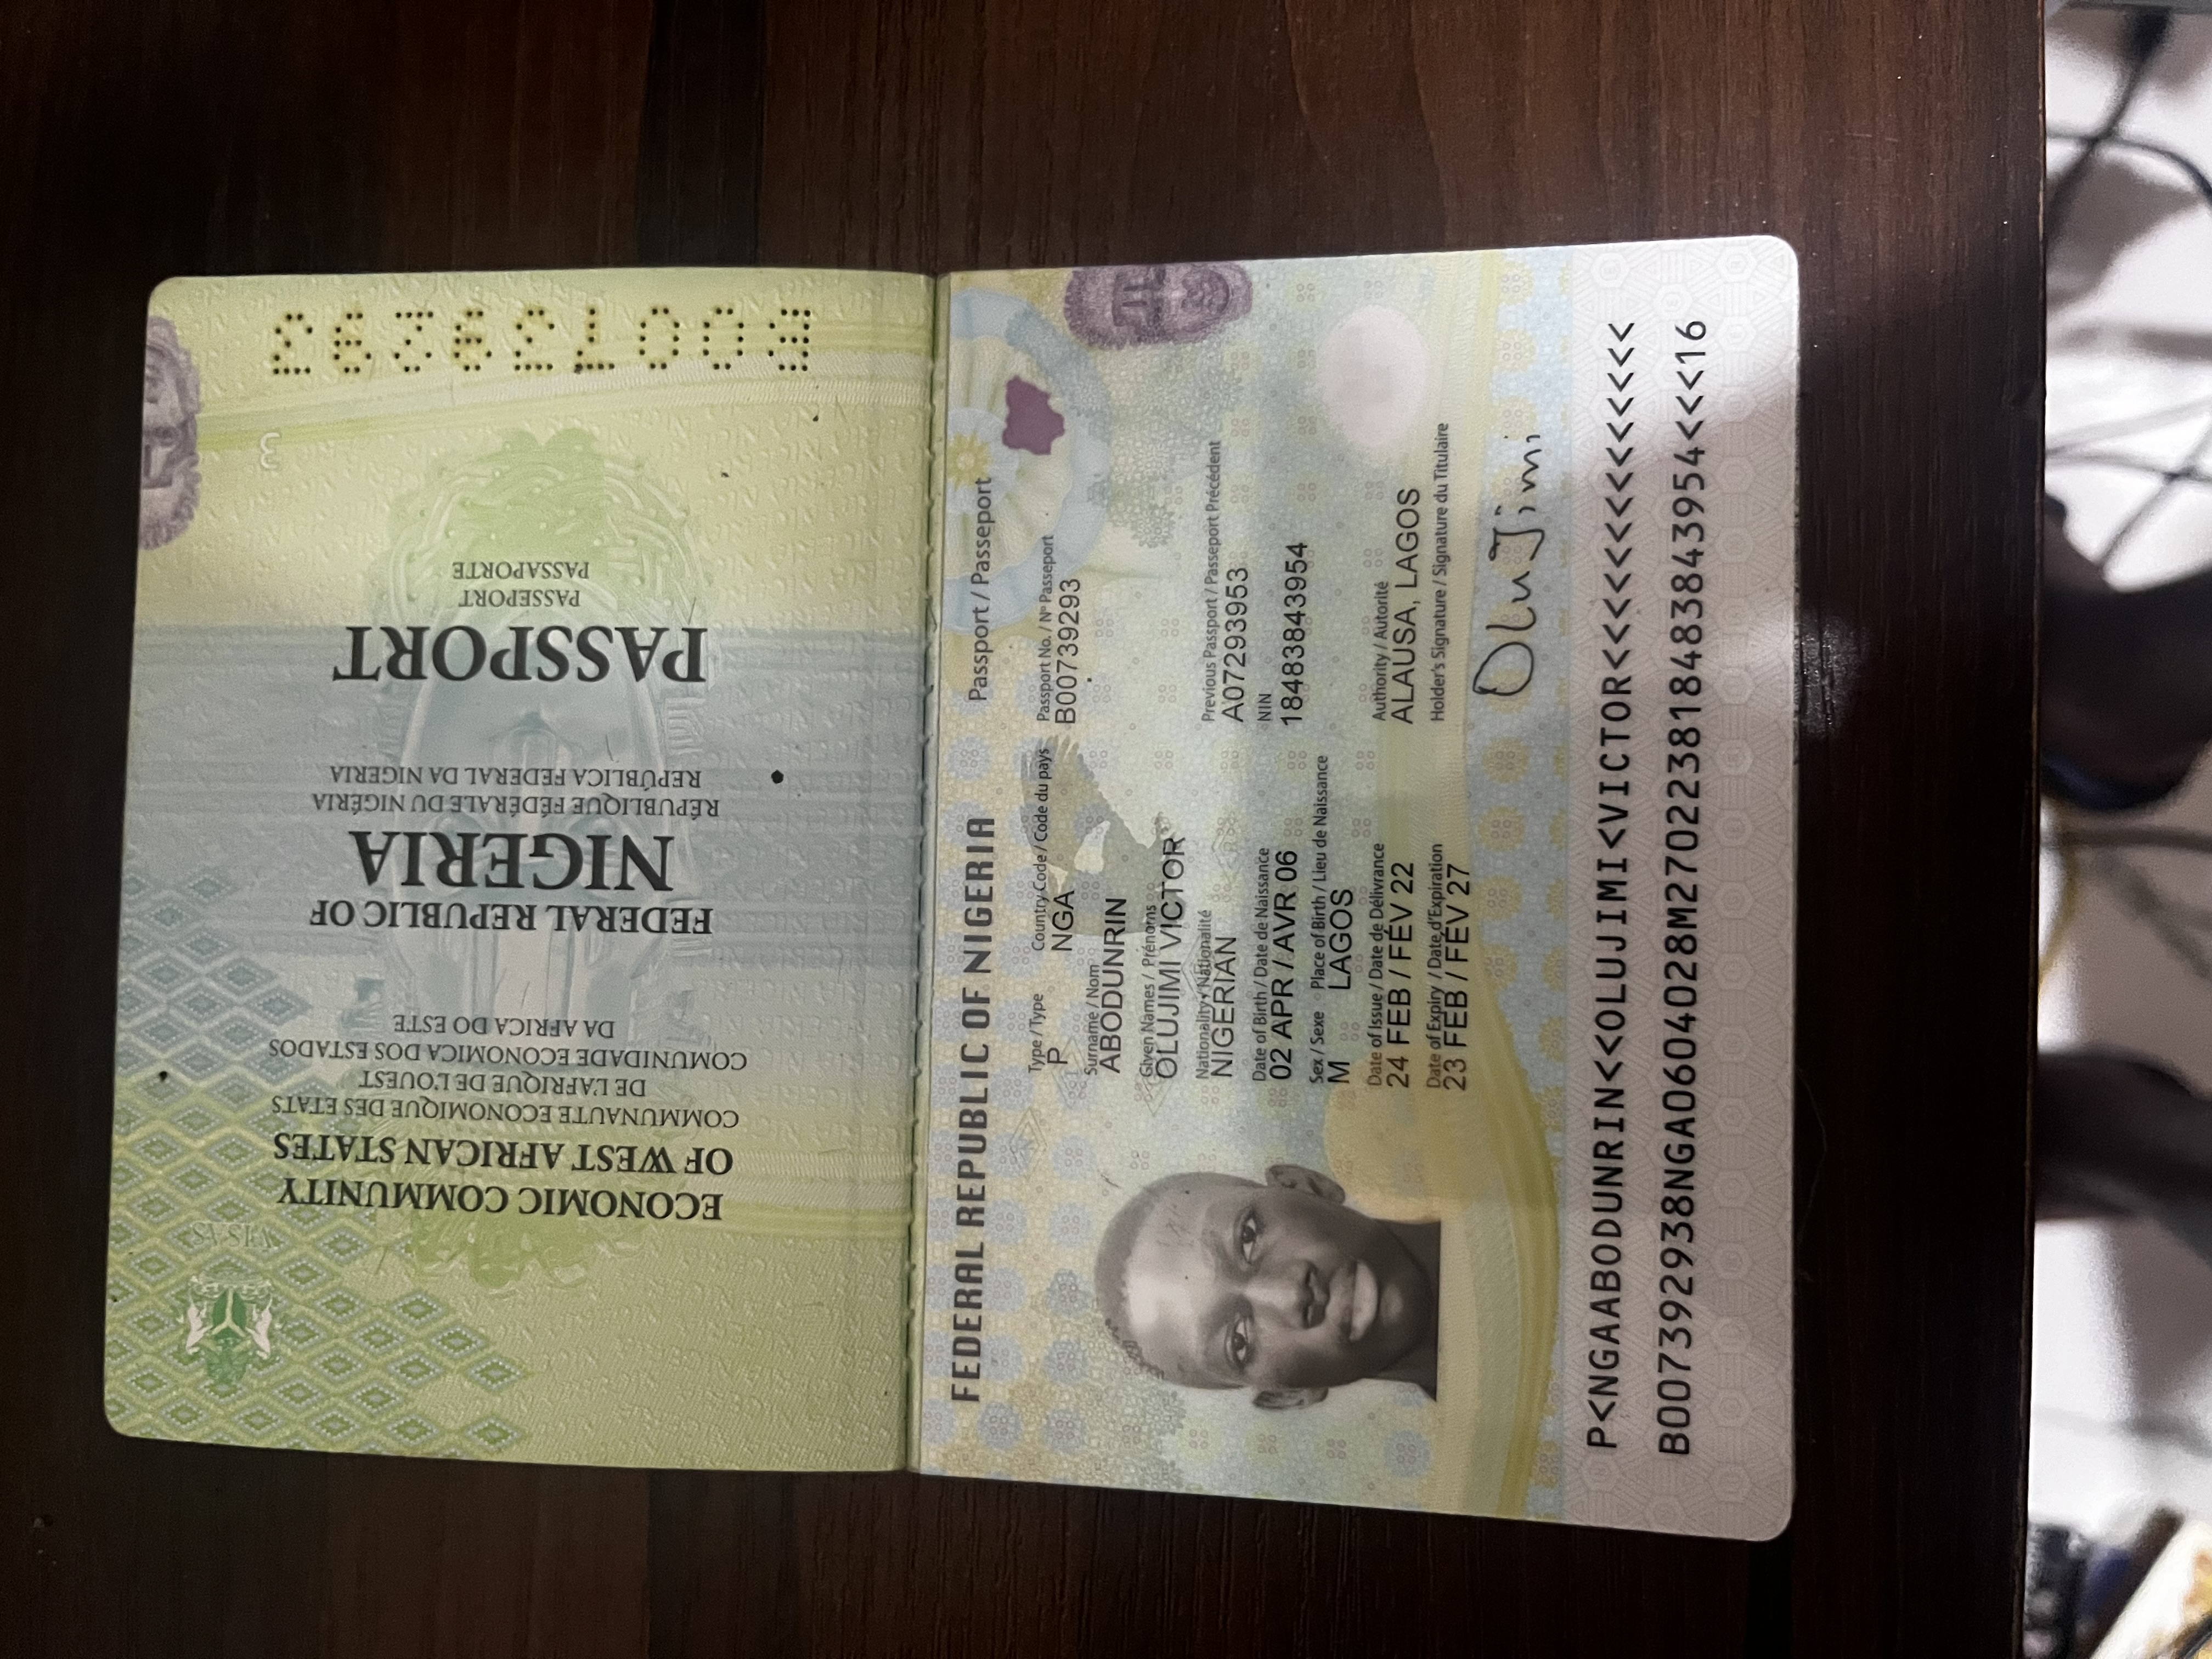 ECONOMIC COMMUNITY
OF WEST AFRICAN STATES
COMMUNAUTE ECONOMIQUE DES ETATS
DE L'AFRIQUE DE L'OUEST
COMUNIDADE ECONOMICA DOS ESTADOS
DA AFRICA DO ESTE
FEDERAL REPUBLIC OF
NIGERIA
RÉPUBLIQUE FÉDÉRALE DU NIGÉRIA
REPÚBLICA FEDERAL DA NIGERIA
PASSPORT
PASSEPORT
PASSAPORTE
3
B00739293
VISAS
FEDERAL REPUBLIC OF NIGERIA
Passport / Passeport
Type / Type Country Code / Code du pays Passport No. / Nº Passeport
P NGA B00739293
Surname / Nom
ABODUNRIN
Given Names / Prénoms
OLUJIMI VICTOR
Nationality / Nationalité Previous Passport / Passeport Précédent
NIGERIAN A07293953
Date of Birth / Date de Naissance NIN
02 APR / AVR 06 18483843954
Sex / Sexe Place of Birth / Lieu de Naissance
M LAGOS
Date of Issue / Date de Délivrance Authority / Autorité
24 FEB / FÉV 22 ALAUSA, LAGOS
Date of Expiry / Date d'Expiration Holder's Signature / Signature du Titulaire
23 FEB / FÉV 27
OluJimi
P<NGAABODUNRIN<<OLUJIMI<VICTOR<<<<<<<<<<<<<<
B007392938NGA0604028M270223818483843954<<<16